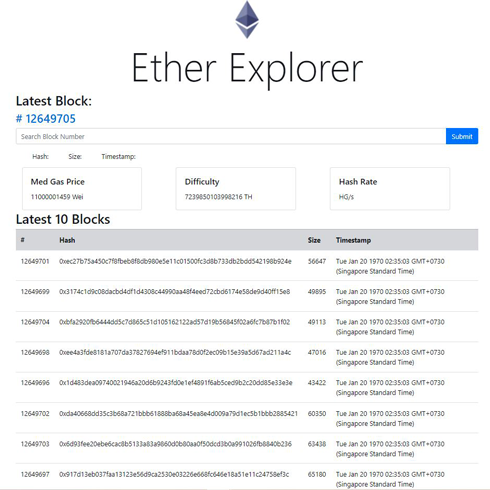 Ether Explorer
Latest Block:
# 12649705
Search Block Number Submit
Hash: Size: Timestamp:
Med Gas Price Difficulty Hash Rate
11000001459 Wei 7239850103998216 TH HG/s
Latest 10 Blocks
# Hash Size Timestamp
12649701 0xec27b75a450c7f8fbeb8f8db980e5e11c01500fc3d8b733db2bdd542198b924e 56647 Tue Jan 20 1970 02:35:03 GMT+0730
(Singapore Standard Time)
12649699 0x3174c1d9c08dacbd4df1d4308c44990aa48f4eed72cbd6174e58de9d40ff15e8 49895 Tue Jan 20 1970 02:35:03 GMT+0730
(Singapore Standard Time)
12649704 0xbfa2920fb6444dd5c7d865c51d105162122ad57d19b56845f02a6fc7b87b1f02 49113 Tue Jan 20 1970 02:35:03 GMT+0730
(Singapore Standard Time)
12649698 0xee4a3fde8181a707da37827694ef911bdaa78d0f2ec09b15e39a5d67ad211a4c 47016 Tue Jan 20 1970 02:35:03 GMT+0730
(Singapore Standard Time)
12649696 0x1d483dea09740021946a20d6b9243fd0e1ef4891f6ab5ced9b2c20dd85e33e3e 43422 Tue Jan 20 1970 02:35:03 GMT+0730
(Singapore Standard Time)
12649702 0xda40668dd35c3b68a721bbb61888ba68a45ea8e4d009a79d1ec5b1bbb2885421 60350 Tue Jan 20 1970 02:35:03 GMT+0730
(Singapore Standard Time)
12649703 0x6d93fee20ebe6cac8b5133a83a9860d0b80aa0f50dcd3b0a991026fb8840b236 63438 Tue Jan 20 1970 02:35:03 GMT+0730
(Singapore Standard Time)
12649697 0x917d13eb037faa13123e56d9ca2530e03226e668fc646e18a51e11c24758ef3c 65180 Tue Jan 20 1970 02:35:03 GMT+0730
(Singapore Standard Time)